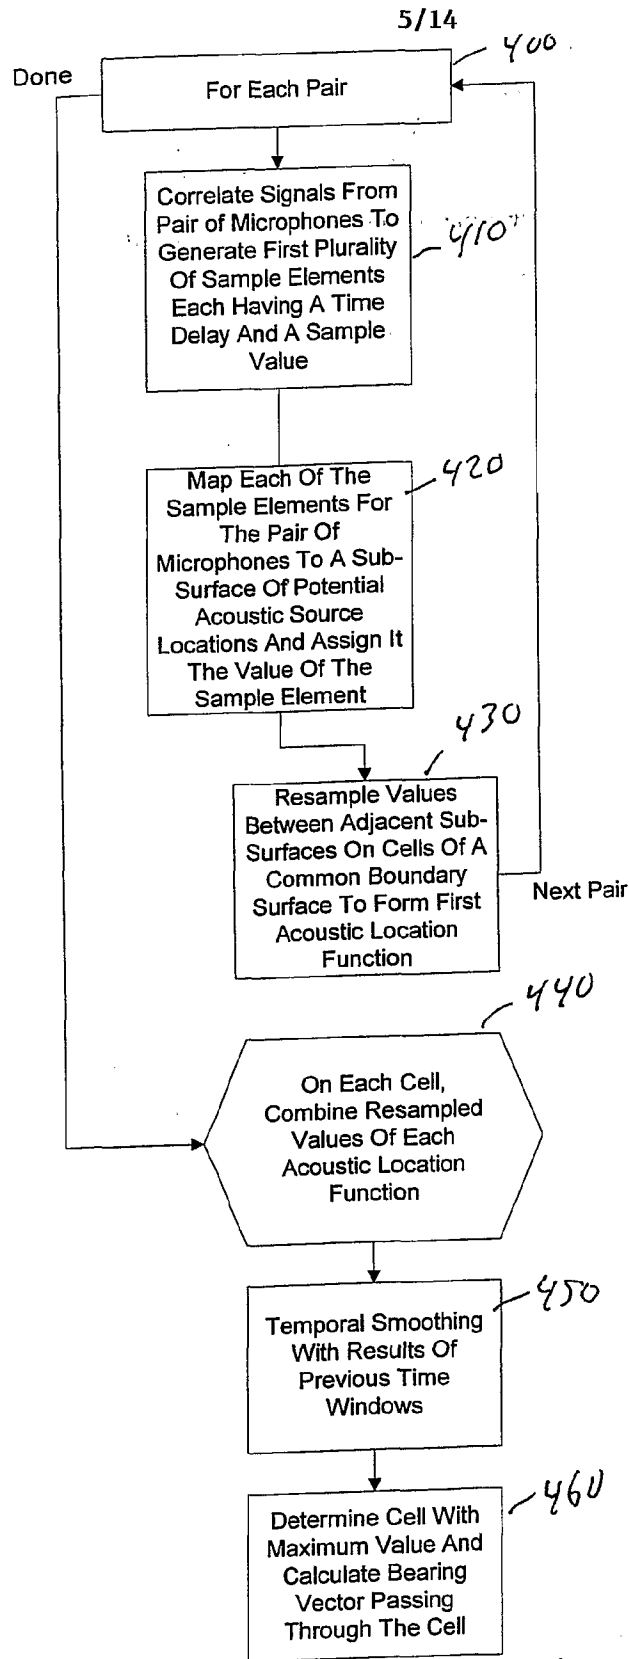 5/14
400
Done
For Each Pair
Correlate Signals From
Pair of Microphones To
Generate First Plurality
Of Sample Elements
Each Having A Time
Delay And A Sample
Value
410
Map Each Of The
Sample Elements For
The Pair Of
Microphones To A Sub-
Surface Of Potential
Acoustic Source
Locations And Assign It
The Value Of The
Sample Element
420
430
Resample Values
Between Adjacent Sub-
Surfaces On Cells Of A
Common Boundary
Surface To Form First
Acoustic Location
Function
Next Pair
440
On Each Cell,
Combine Resampled
Values Of Each
Acoustic Location
Function
450
Temporal Smoothing
With Results Of
Previous Time
Windows
460
Determine Cell With
Maximum Value And
Calculate Bearing
Vector Passing
Through The Cell